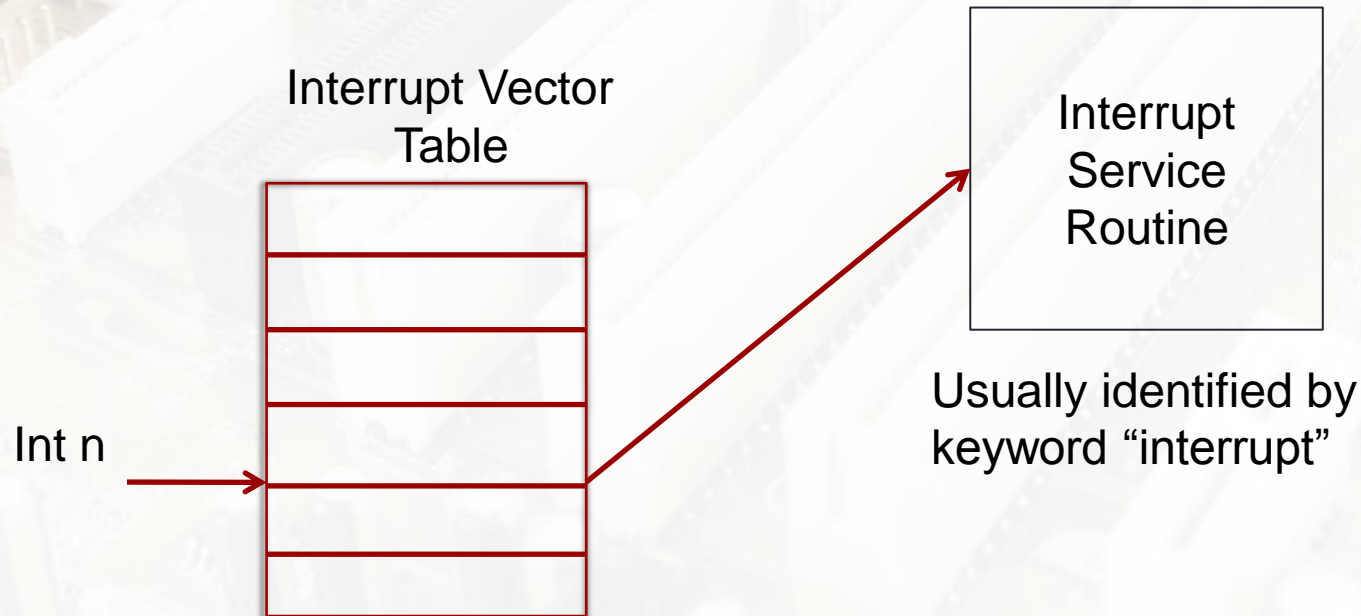 Interrupt Vector
Table
Interrupt
Service
Routine
Int n
Usually identified by
keyword “interrupt”